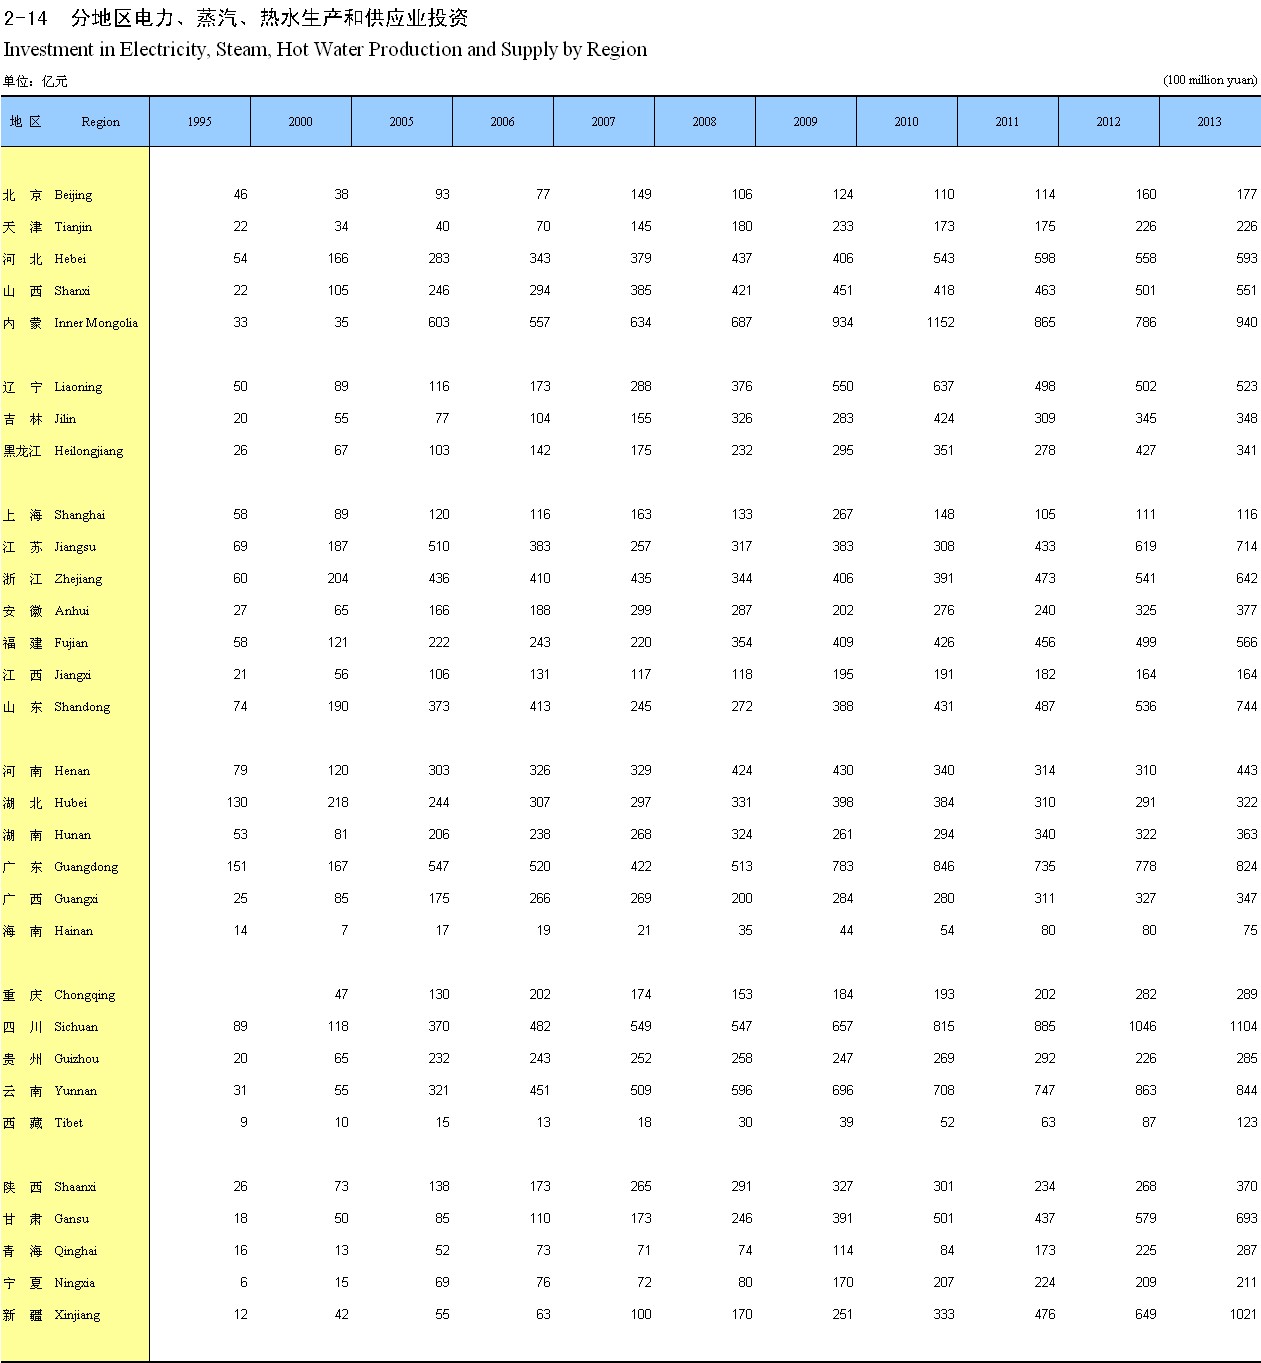 2-14 分地区电力、蒸汽、热水生产和供应业投资
Investment in Electricity, Steam, Hot Water Production and Supply by Region
单位：亿元 (100 million yuan)
地 区 Region 1995 2000 2005 2006 2007 2008 2009 2010 2011 2012 2013
北 京 Beijing 46 38 93 77 149 106 124 110 114 160 177
天 津 Tianjin 22 34 40 70 145 180 233 173 175 226 226
河 北 Hebei 54 166 283 343 379 437 406 543 598 558 593
山 西 Shanxi 22 105 246 294 385 421 451 418 463 501 551
内 蒙 Inner Mongolia 33 35 603 557 634 687 934 1152 865 786 940
辽 宁 Liaoning 50 89 116 173 288 376 550 637 498 502 523
吉 林 Jilin 20 55 77 104 155 326 283 424 309 345 348
黑龙江 Heilongjiang 26 67 103 142 175 232 295 351 278 427 341
上 海 Shanghai 58 89 120 116 163 133 267 148 105 111 116
江 苏 Jiangsu 69 187 510 383 257 317 383 308 433 619 714
浙 江 Zhejiang 60 204 436 410 435 344 406 391 473 541 642
安 徽 Anhui 27 65 166 188 299 287 202 276 240 325 377
福 建 Fujian 58 121 222 243 220 354 409 426 456 499 566
江 西 Jiangxi 21 56 106 131 117 118 195 191 182 164 164
山 东 Shandong 74 190 373 413 245 272 388 431 487 536 744
河 南 Henan 79 120 303 326 329 424 430 340 314 310 443
湖 北 Hubei 130 218 244 307 297 331 398 384 310 291 322
湖 南 Hunan 53 81 206 238 268 324 261 294 340 322 363
广 东 Guangdong 151 167 547 520 422 513 783 846 735 778 824
广 西 Guangxi 25 85 175 266 269 200 284 280 311 327 347
海 南 Hainan 14 7 17 19 21 35 44 54 80 80 75
重 庆 Chongqing 47 130 202 174 153 184 193 202 282 289
四 川 Sichuan 89 118 370 482 549 547 657 815 885 1046 1104
贵 州 Guizhou 20 65 232 243 252 258 247 269 292 226 285
云 南 Yunnan 31 55 321 451 509 596 696 708 747 863 844
西 藏 Tibet 9 10 15 13 18 30 39 52 63 87 123
陕 西 Shaanxi 26 73 138 173 265 291 327 301 234 268 370
甘 肃 Gansu 18 50 85 110 173 246 391 501 437 579 693
青 海 Qinghai 16 13 52 73 71 74 114 84 173 225 287
宁 夏 Ningxia 6 15 69 76 72 80 170 207 224 209 211
新 疆 Xinjiang 12 42 55 63 100 170 251 333 476 649 1021